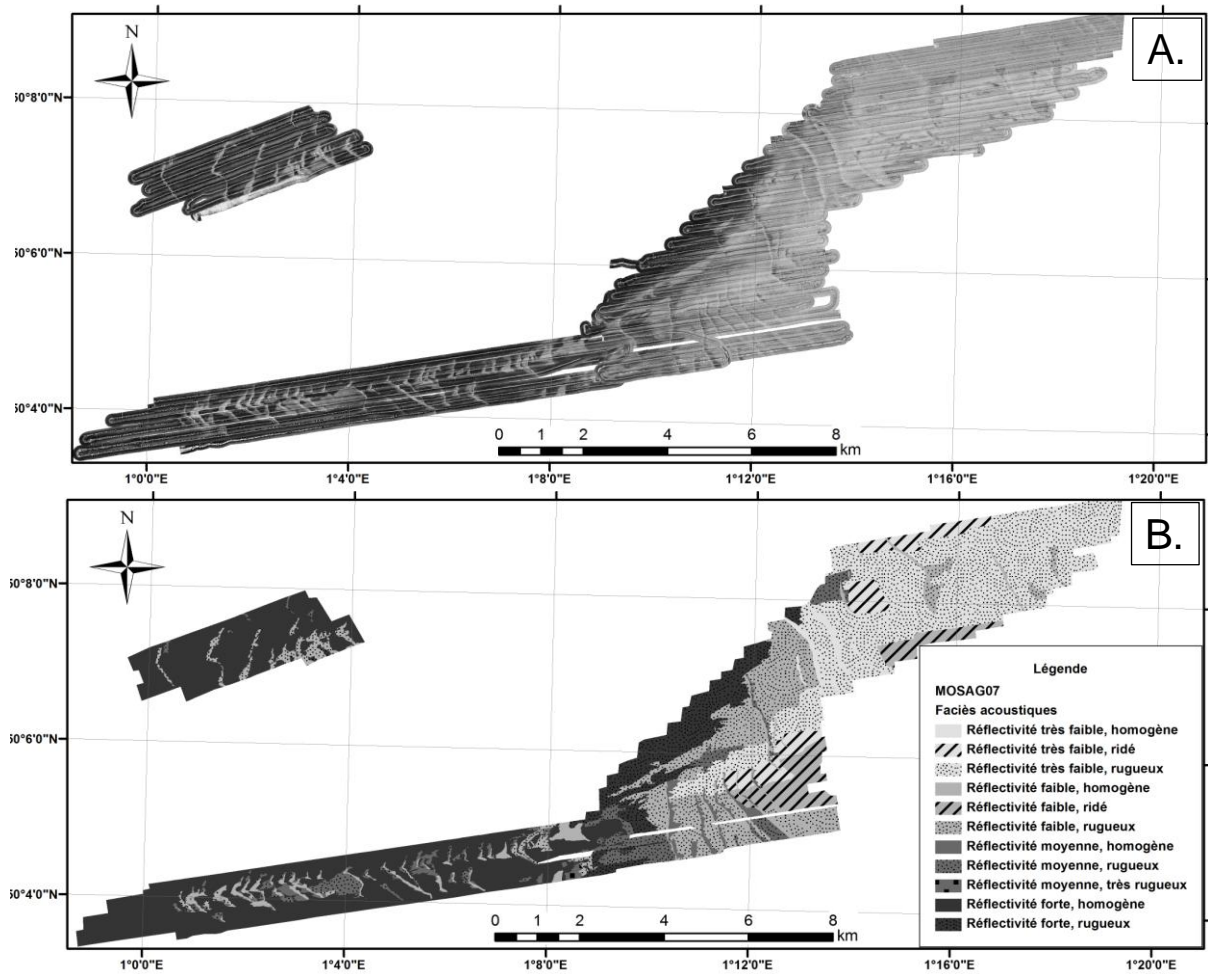 A.
N
50°8'0"N
50°6'0"N
50°4'0"N
0 1 2 4 6 8
km
1°0'0"E 1°4'0"E 1°8'0"E 1°12'0"E 1°16'0"E 1°20'0"E
B.
N
50°8'0"N
50°6'0"N
50°4'0"N
Légende
MOSAG07
Faciès acoustiques
Réflectivité très faible, homogène
Réflectivité très faible, ridé
Réflectivité très faible, rugueux
Réflectivité faible, homogène
Réflectivité faible, ridé
Réflectivité faible, rugueux
Réflectivité moyenne, homogène
Réflectivité moyenne, rugueux
Réflectivité moyenne, très rugueux
Réflectivité forte, homogène
Réflectivité forte, rugueux
0 1 2 4 6 8
km
1°0'0"E 1°4'0"E 1°8'0"E 1°12'0"E 1°16'0"E 1°20'0"E